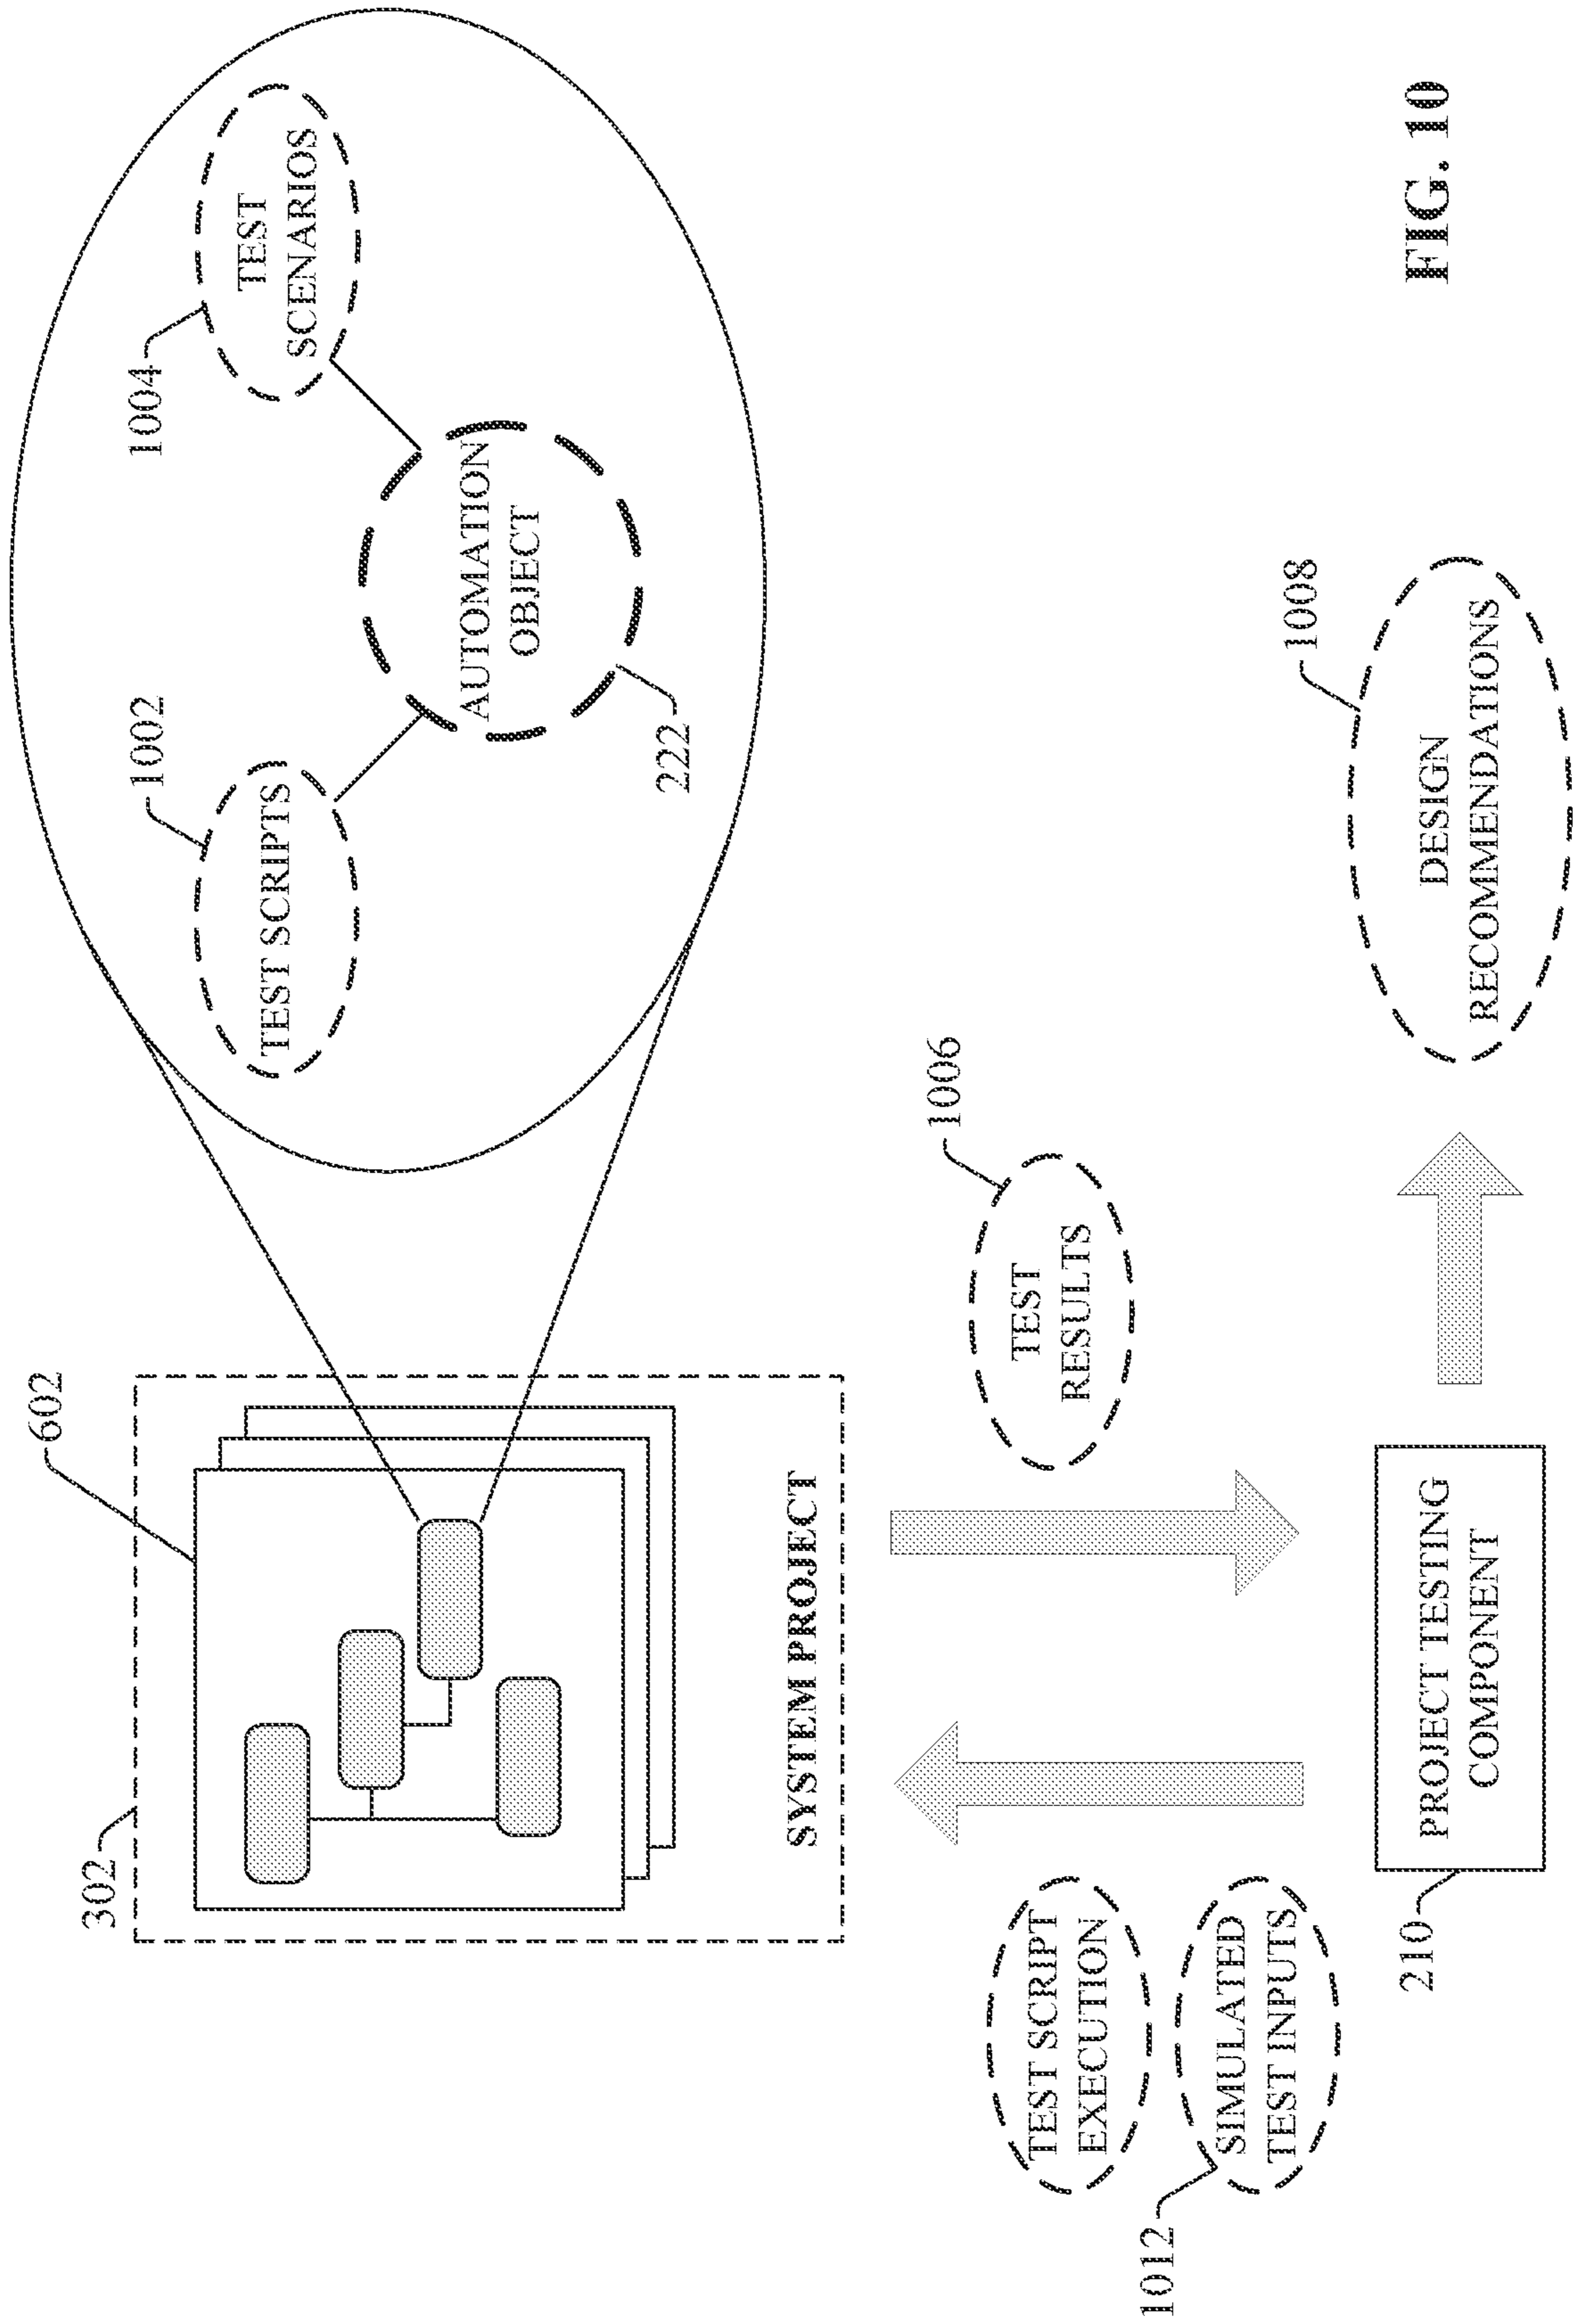 302
602
SYSTEM PROJECT
1002
TEST SCRIPTS
1004
TEST
SCENARIOS
AUTOMATION
OBJECT
222
TEST SCRIPT
EXECUTION
SIMULATED
TEST INPUTS
1012
1006
TEST
RESULTS
210
PROJECT TESTING
COMPONENT
1008
DESIGN
RECOMMENDATIONS
FIG. 10